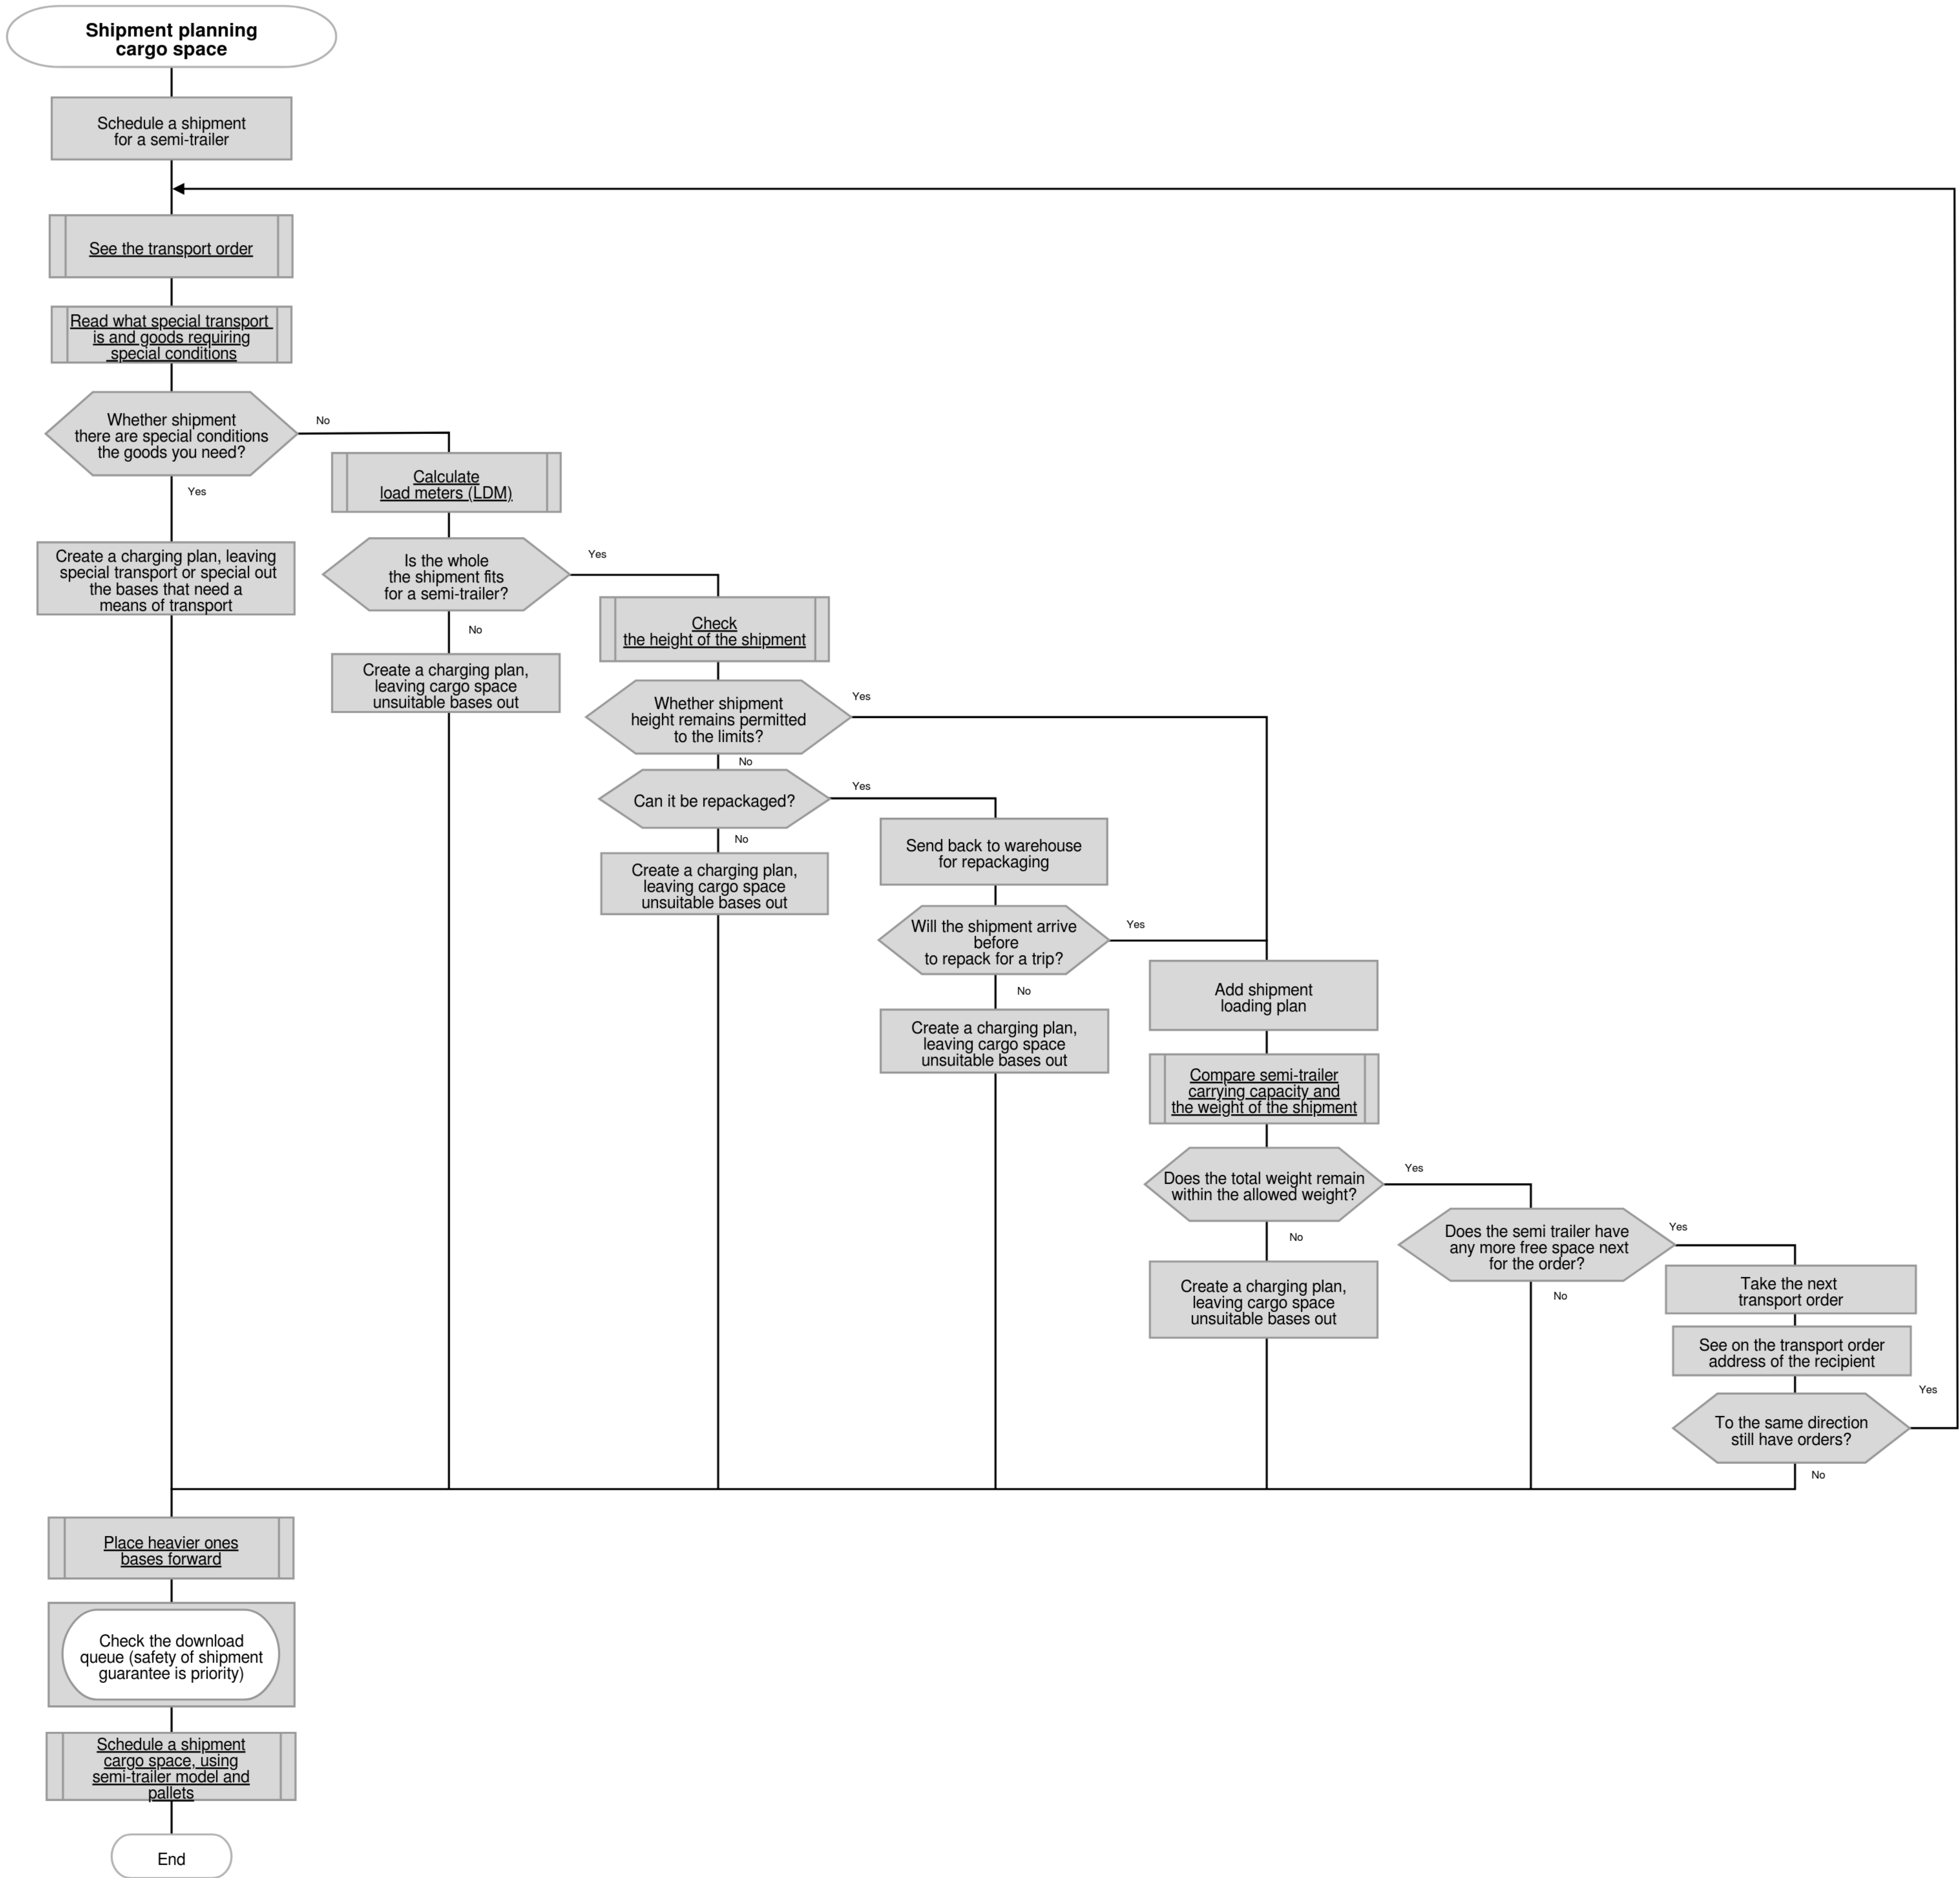 Shipment planning
cargo space
Schedule a shipment
for a semi-trailer
See the transport order
Read what special transport
is and goods requiring
special conditions
Whether shipment
there are special conditions
the goods you need?
No
Yes
Calculate
load meters (LDM)
Create a charging plan, leaving
special transport or special out
the bases that need a
means of transport
Is the whole
the shipment fits
for a semi-trailer?
Yes
No
Check
the height of the shipment
Create a charging plan,
leaving cargo space
unsuitable bases out
Whether shipment
height remains permitted
to the limits?
Yes
No
Can it be repackaged?
Yes
No
Send back to warehouse
for repackaging
Create a charging plan,
leaving cargo space
unsuitable bases out
Will the shipment arrive
before
to repack for a trip?
Yes
No
Add shipment
loading plan
Create a charging plan,
leaving cargo space
unsuitable bases out
Compare semi-trailer
carrying capacity and
the weight of the shipment
Does the total weight remain
within the allowed weight?
Yes
No
Does the semi trailer have
any more free space next
for the order?
Yes
No
Create a charging plan,
leaving cargo space
unsuitable bases out
Take the next
transport order
See on the transport order
address of the recipient
Yes
To the same direction
still have orders?
No
Place heavier ones
bases forward
Check the download
queue (safety of shipment
guarantee is priority)
Schedule a shipment
cargo space, using
semi-trailer model and
pallets
End